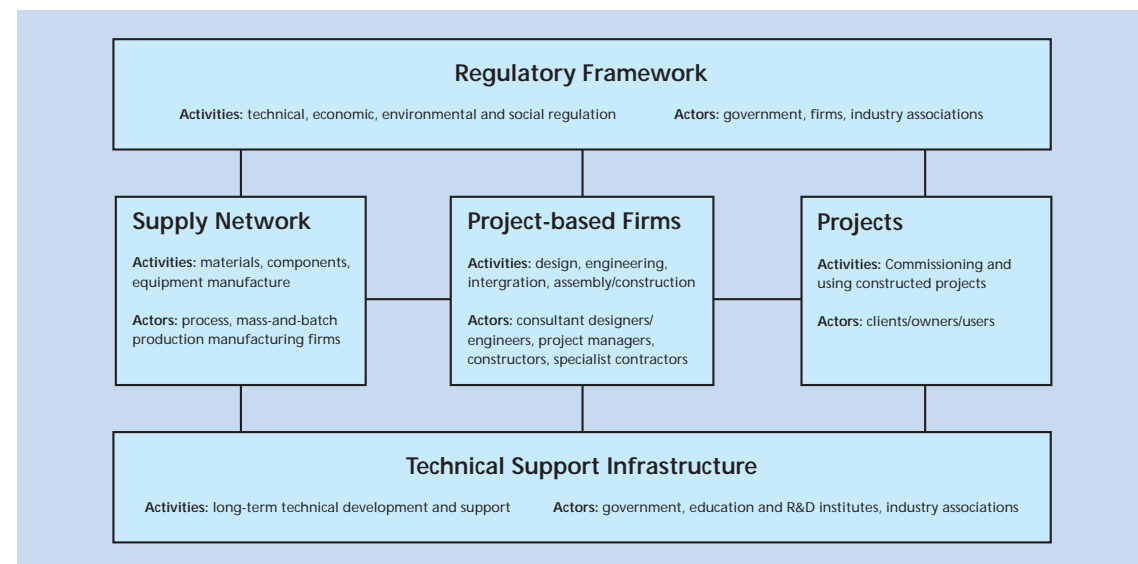 Regulatory Framework
Activities: technical, economic, environmental and social regulation
Actors: government, firms, industry associations
Supply Network
Activities: materials, components,
equipment manufacture
Actors: process, mass-and-batch
production manufacturing firms
Project-based Firms
Activities: design, engineering,
intergration, assembly/construction
Actors: consultant designers/
engineers, project managers,
constructors, specialist contractors
Projects
Activities: Commissioning and
using constructed projects
Actors: clients/owners/users
Technical Support Infrastructure
Activities: long-term technical development and support
Actors: government, education and R&D institutes, industry associations